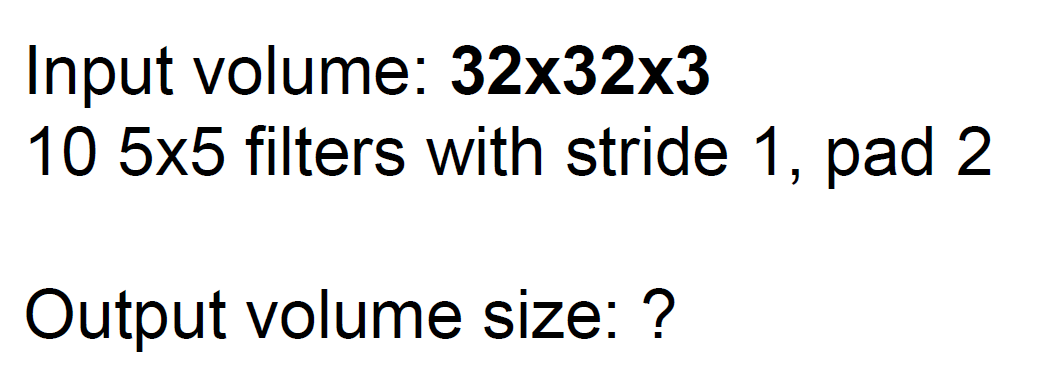 Input volume: 32x32x3
10 5x5 filters with stride 1, pad 2
Output volume size: ?